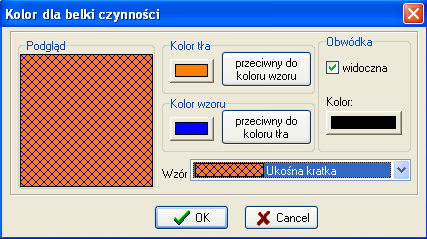 Kolor dla belki czynności
Podgląd
Kolor tła
przeciwny do
koloru wzoru
Kolor wzoru
przeciwny do
koloru tła
Obwódka
widoczna
Kolor:
Wzór
Ukośna kratka
OK
Cancel